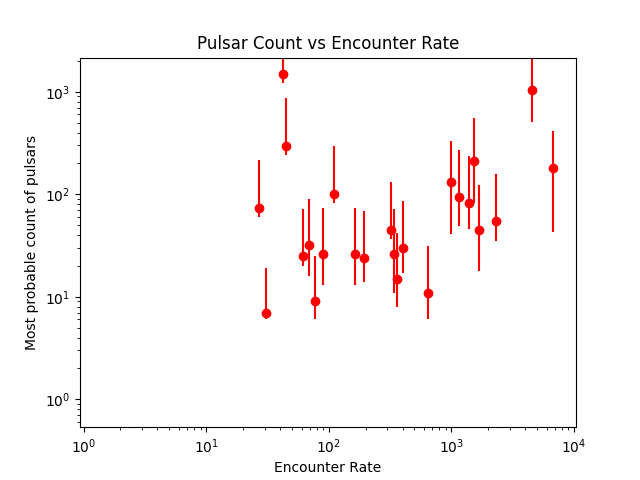 Pulsar Count vs Encounter Rate
Most probable count of pulsars
10³
10²
10¹
10⁰
10⁰ 10¹ 10² 10³ 10⁴
Encounter Rate